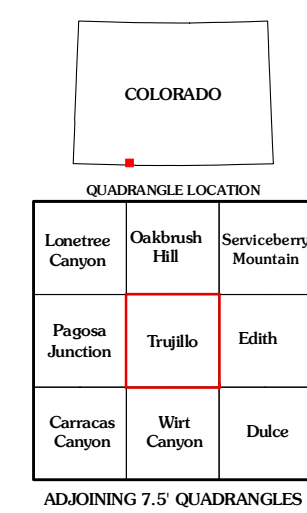 COLORADO
QUADRANGLE LOCATION
Lonetree
Canyon
Oakbrush
Hill
Serviceberry
Mountain
Pagosa
Junction
Trujillo
Edith
Carracas
Canyon
Wirt
Canyon
Dulce
ADJOINING 7.5' QUADRANGLES